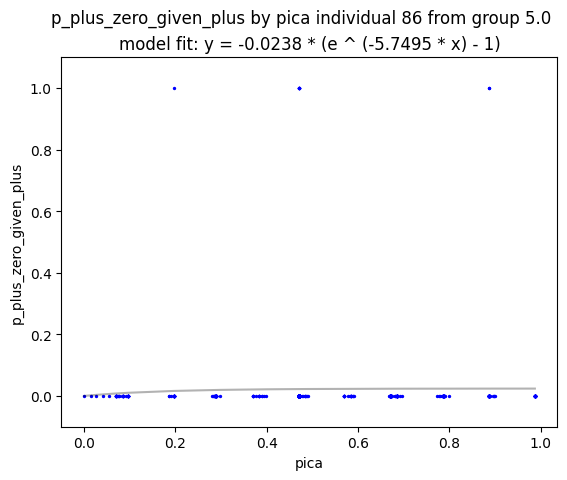 p_plus_zero_given_plus by pica individual 86 from group 5.0
model fit: y = -0.0238 * (e ^ (-5.7495 * x) - 1)
1.0
0.8
0.6
0.4
0.2
0.0
p_plus_zero_given_plus
0.0 0.2 0.4 0.6 0.8 1.0
pica